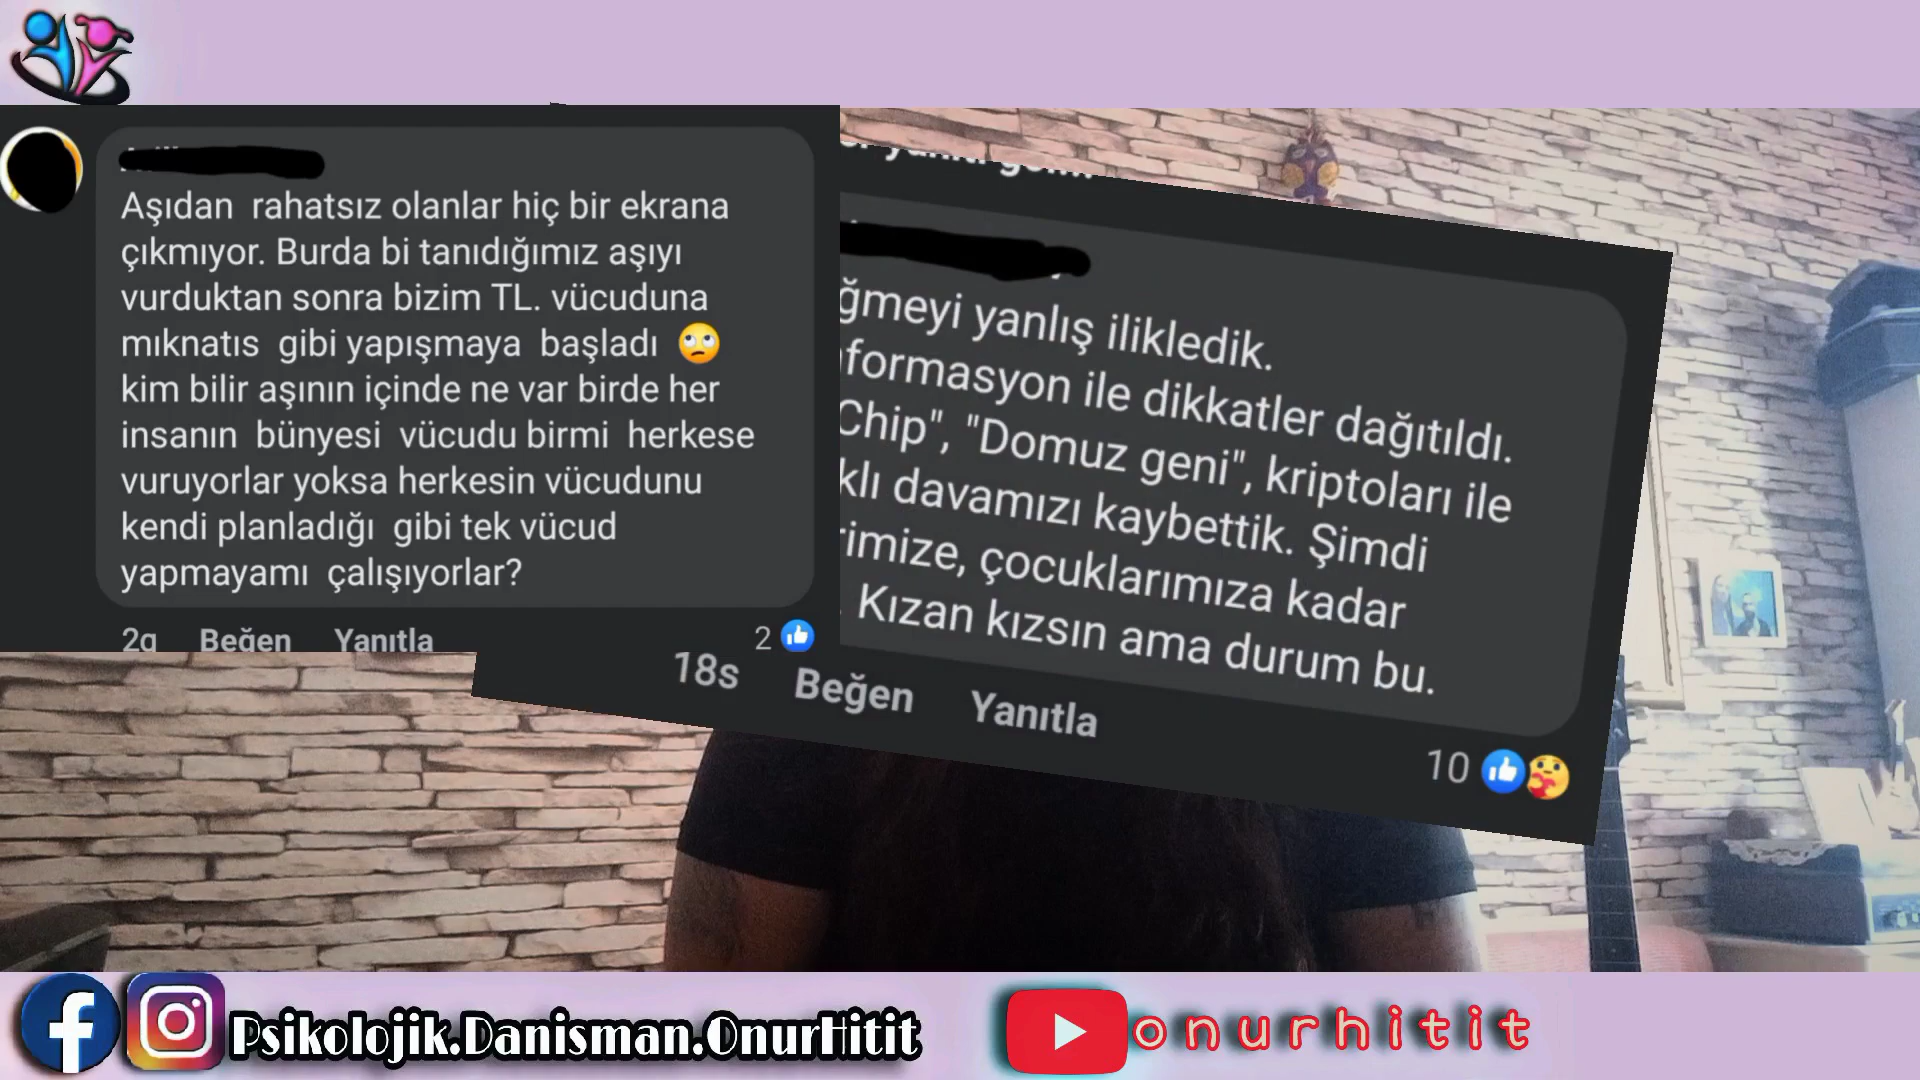 Aşıdan rahatsız olanlar hiç bir ekrana
çıkmıyor. Burda bi tanıdığımız aşıyı
vurduktan sonra bizim TL. vücuduna
mıknatıs gibi yapışmaya başladı 🙄
kim bilir aşının içinde ne var birde her
insanın bünyesi vücudu birmi herkese
vuruyorlar yoksa herkesin vücudunu
kendi planladığı gibi tek vücud
yapmayamı çalışıyorlar?
2g Beğen Yanıtla 2
ğmeyi yanlış ilikledik.
formasyon ile dikkatler dağıtıldı.
Chip", "Domuz geni", kriptoları ile
klı davamızı kaybettik. Şimdi
rimize, çocuklarımıza kadar
. Kızan kızsın ama durum bu.
18s Beğen Yanıtla
10
Psikolojik.Danisman.OnurHitit
onurhitit